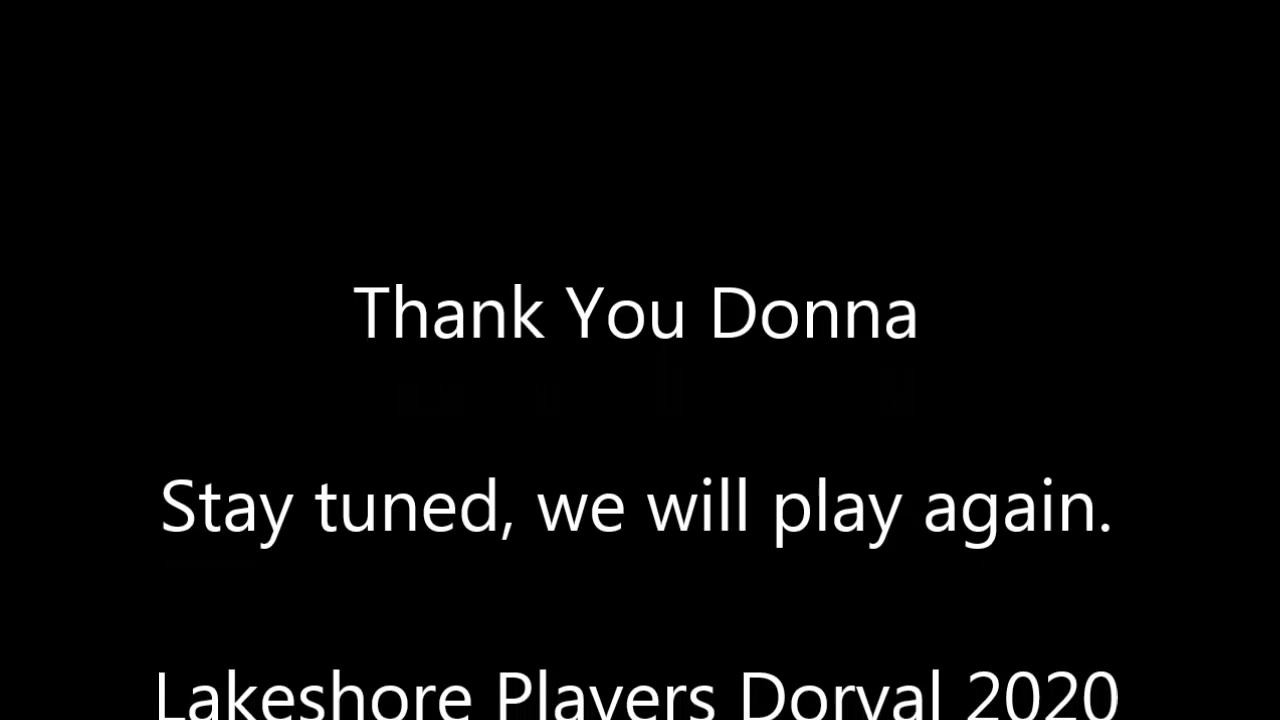 Thank You Donna
Stay tuned, we will play again.
Lakeshore Players Dorval 2020